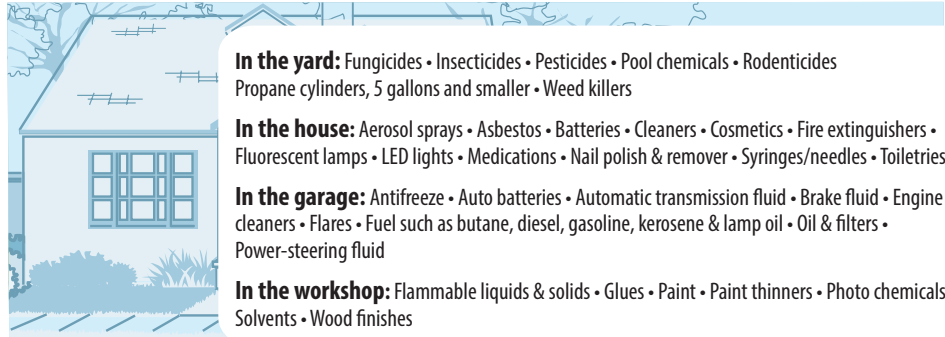 In the yard: Fungicides • Insecticides • Pesticides • Pool chemicals • Rodenticides
Propane cylinders, 5 gallons and smaller • Weed killers
In the house: Aerosol sprays • Asbestos • Batteries • Cleaners • Cosmetics • Fire extinguishers •
Fluorescent lamps • LED lights • Medications • Nail polish & remover • Syringes/needles • Toiletries
In the garage: Antifreeze • Auto batteries • Automatic transmission fluid • Brake fluid • Engine
cleaners • Flares • Fuel such as butane, diesel, gasoline, kerosene & lamp oil • Oil & filters •
Power-steering fluid
In the workshop: Flammable liquids & solids • Glues • Paint • Paint thinners • Photo chemicals
Solvents • Wood finishes